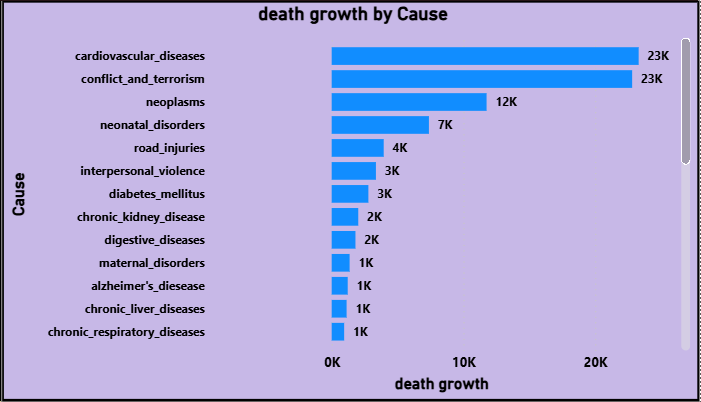 death growth by Cause
Cause
cardiovascular_diseases 23K
conflict_and_terrorism 23K
neoplasms 12K
neonatal_disorders 7K
road_injuries 4K
interpersonal_violence 3K
diabetes_mellitus 3K
chronic_kidney_disease 2K
digestive_diseases 2K
maternal_disorders 1K
alzheimer's_diesease 1K
chronic_liver_diseases 1K
chronic_respiratory_diseases 1K
0K 10K 20K
death growth